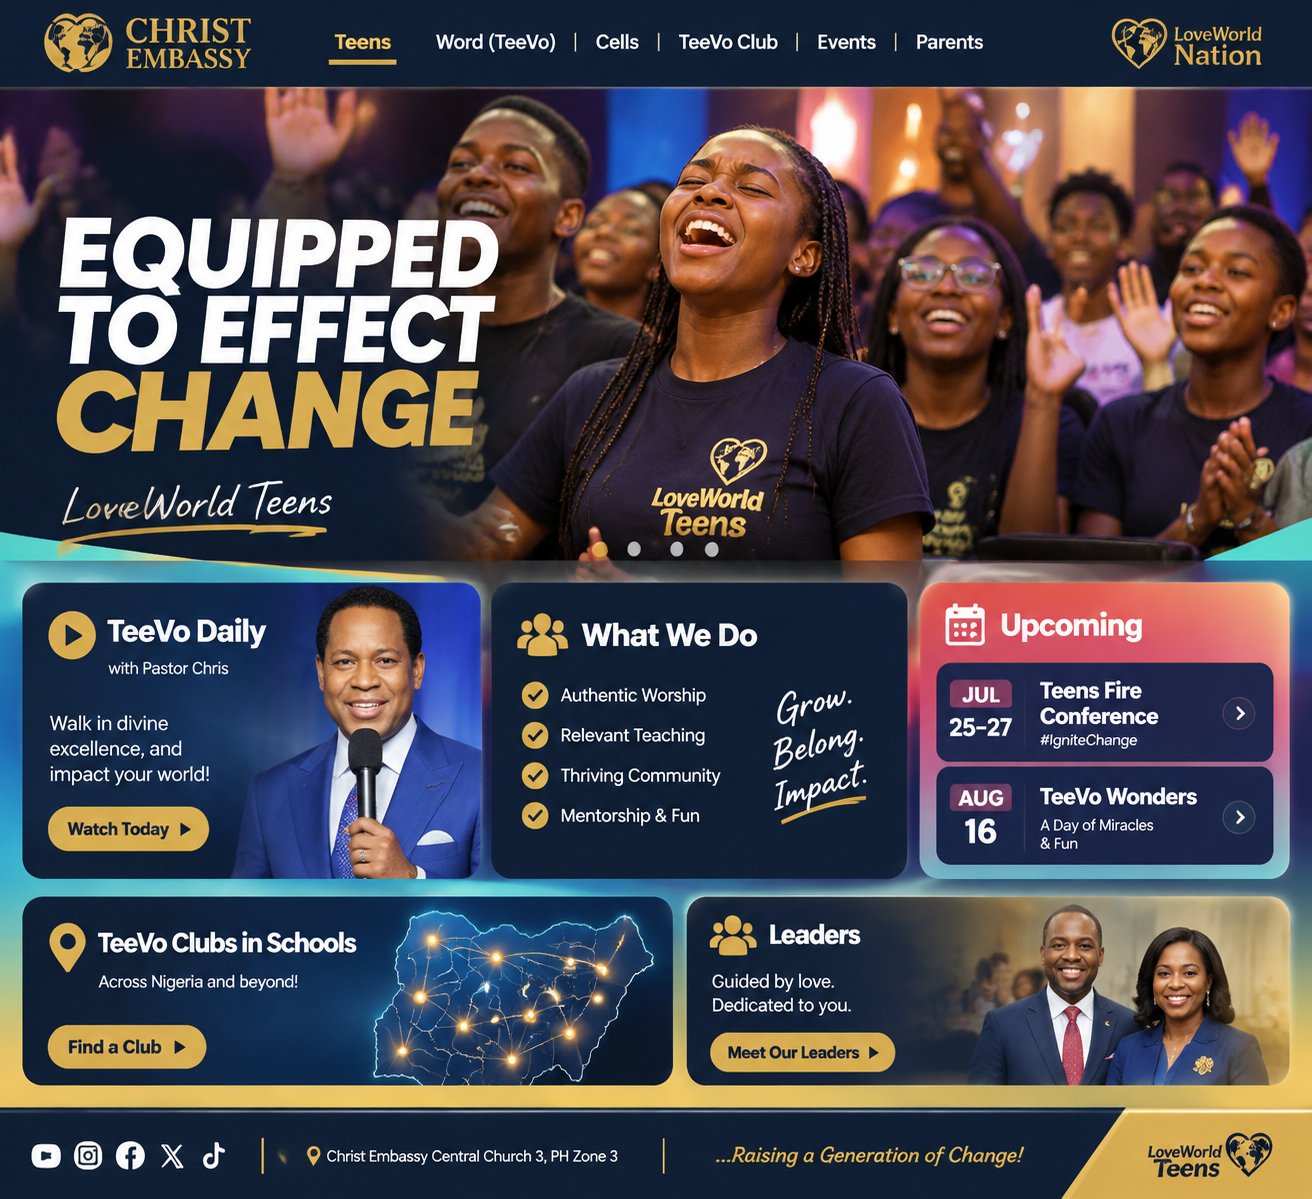 CHRIST
EMBASSY
Teens
Word (TeeVo)
Cells
TeeVo Club
Events
Parents
LoveWorld
Nation
EQUIPPED
TO EFFECT
CHANGE
LoveWorld Teens
LoveWorld
Teens
TeeVo Daily
with Pastor Chris
Walk in divine
excellence, and
impact your world!
Watch Today
What We Do
Authentic Worship
Relevant Teaching
Thriving Community
Mentorship & Fun
Grow.
Belong.
Impact.
Upcoming
JUL
25-27
Teens Fire
Conference
#IgniteChange
AUG
16
TeeVo Wonders
A Day of Miracles
& Fun
TeeVo Clubs in Schools
Across Nigeria and beyond!
Find a Club
Leaders
Guided by love.
Dedicated to you.
Meet Our Leaders
Christ Embassy Central Church 3, PH Zone 3
...Raising a Generation of Change!
LoveWorld
Teens